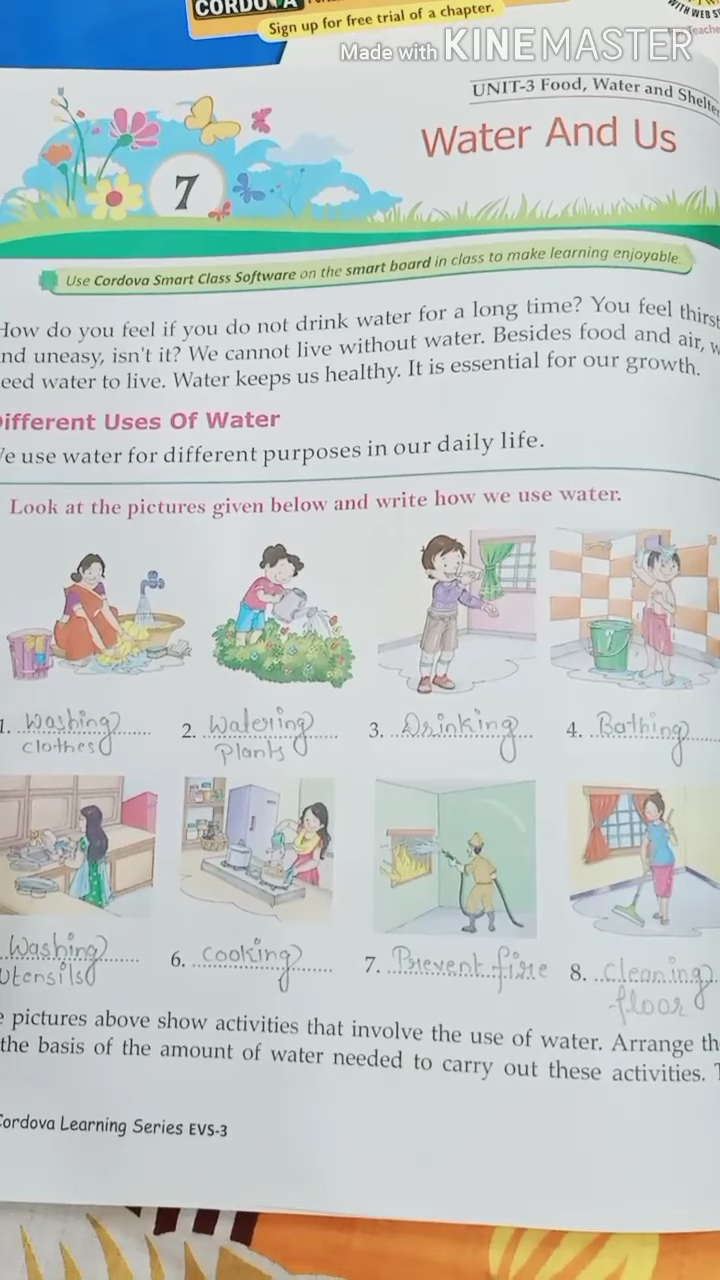 CORDOVA
Sign up for free trial of a chapter.
Made with KINEMASTER
WITH WEB
UNIT-3 Food, Water and Shelter
Water And Us
7
Use Cordova Smart Class Software on the smart board in class to make learning enjoyable.
How do you feel if you do not drink water for a long time? You feel thirst
nd uneasy, isn't it? We cannot live without water. Besides food and air, w
eed water to live. Water keeps us healthy. It is essential for our growth.
Different Uses Of Water
We use water for different purposes in our daily life.
Look at the pictures given below and write how we use water.
1. Washing clothes
2. Watering Plants
3. Drinking
4. Bathing
Washing Utensils
6. Cooking
7. Prevent fire
8. Cleaning floor
e pictures above show activities that involve the use of water. Arrange th
the basis of the amount of water needed to carry out these activities. T
Cordova Learning Series EVS-3